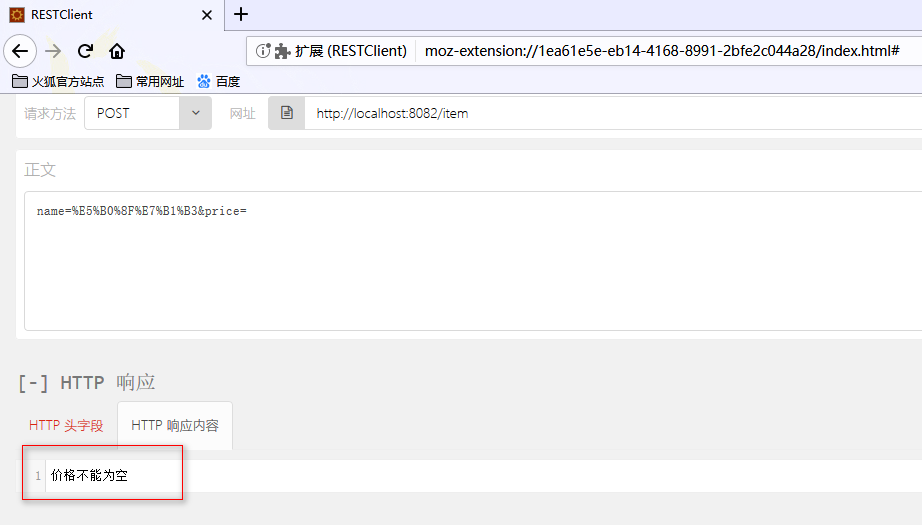 RESTClient
扩展 (RESTClient) moz-extension://1ea61e5e-eb14-4168-8991-2bfe2c044a28/index.html#
火狐官方站点 常用网址 百度
请求方法 POST 网址 http://localhost:8082/item
正文
name=%E5%B0%8F%E7%B1%B3&price=
[-] HTTP 响应
HTTP 头字段 HTTP 响应内容
1 价格不能为空